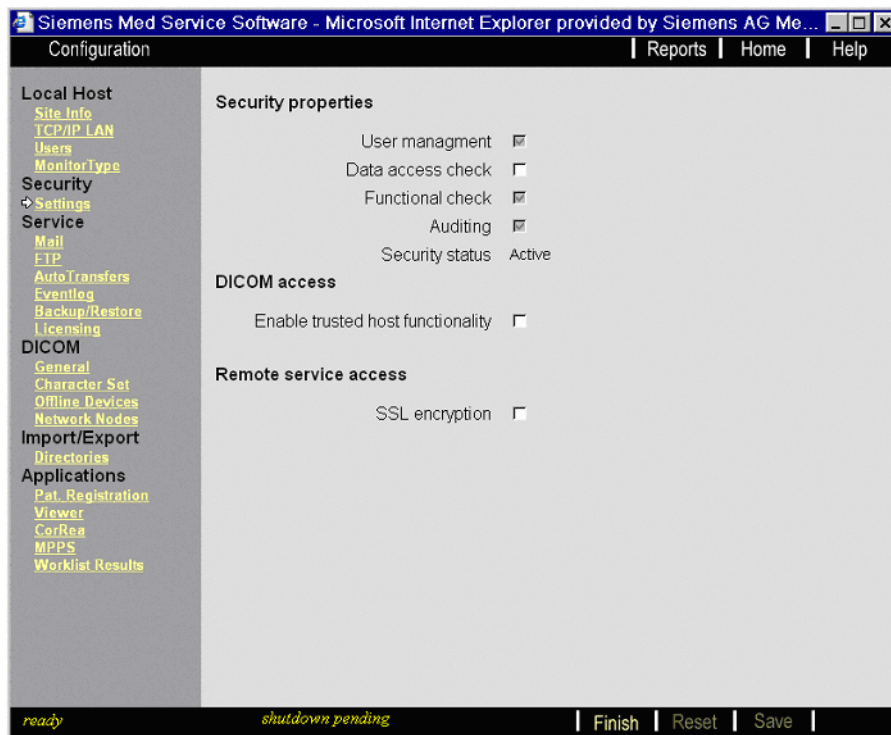 Siemens Med Service Software - Microsoft Internet Explorer provided by Siemens AG Me...
Configuration
Reports
Home
Help
Local Host
Site Info
TCP/IP LAN
Users
MonitorType
Security
Settings
Service
Mail
FTP
AutoTransfers
Eventlog
Backup/Restore
Licensing
DICOM
General
Character Set
Offline Devices
Network Nodes
Import/Export
Directories
Applications
Pat. Registration
Viewer
CorRea
MPPS
Worklist Results
Security properties
User managment
Data access check
Functional check
Auditing
Security status Active
DICOM access
Enable trusted host functionality
Remote service access
SSL encryption
ready
shutdown pending
Finish
Reset
Save